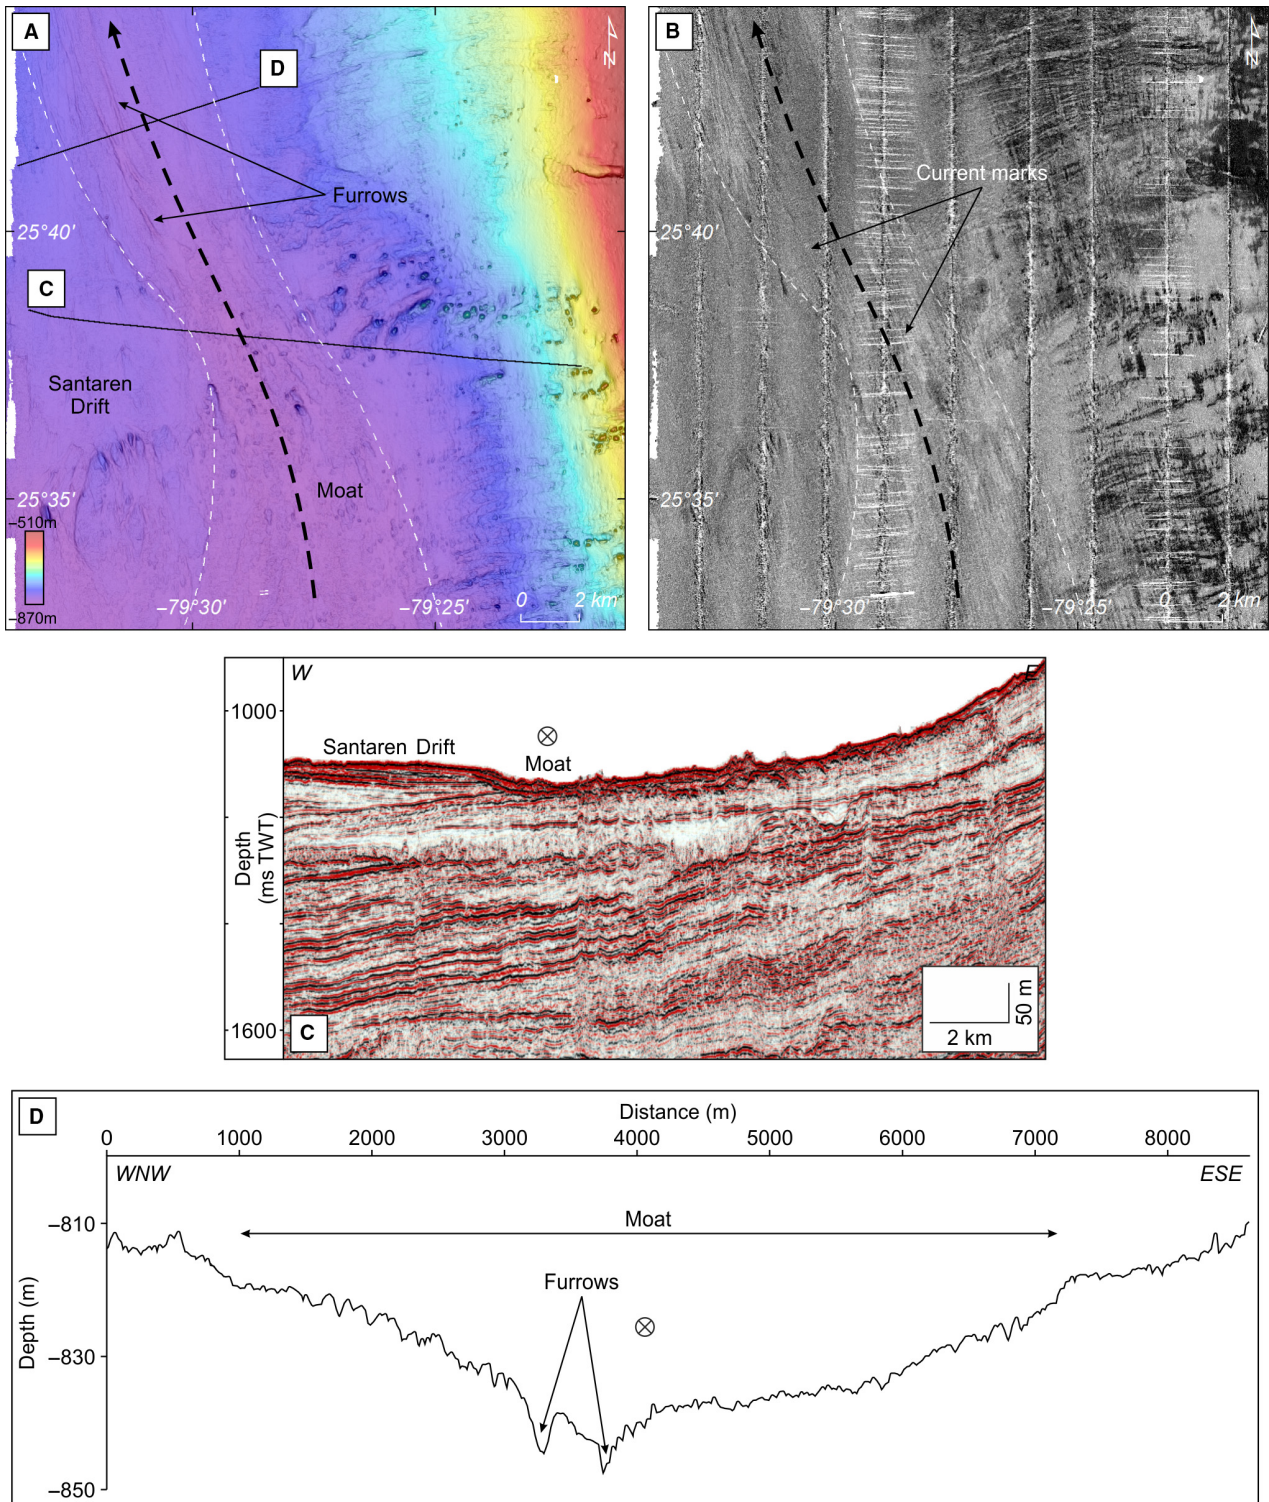 A
D
N
Furrows
25°40'
C
Santaren
Drift
Moat
25°35'
–510m
–870m
–79°30'
–79°25'
0 2 km
B
N
Current marks
25°40'
25°35'
–79°30'
–79°25'
0 2 km
W
E
1000
Santaren Drift
Moat
Depth
(ms TWT)
1600
C
50 m
2 km
D
Distance (m)
0 1000 2000 3000 4000 5000 6000 7000 8000
WNW
ESE
–810
Moat
Furrows
Depth (m)
–830
–850